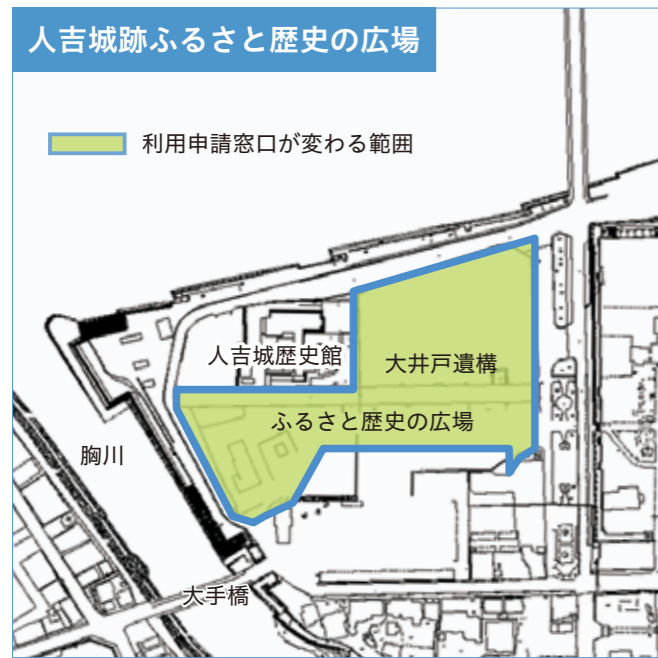 人吉城跡ふるさと歴史の広場
利用申請窓口が変わる範囲
人吉城歴史館
大井戸遺構
ふるさと歴史の広場
胸川
大手橋